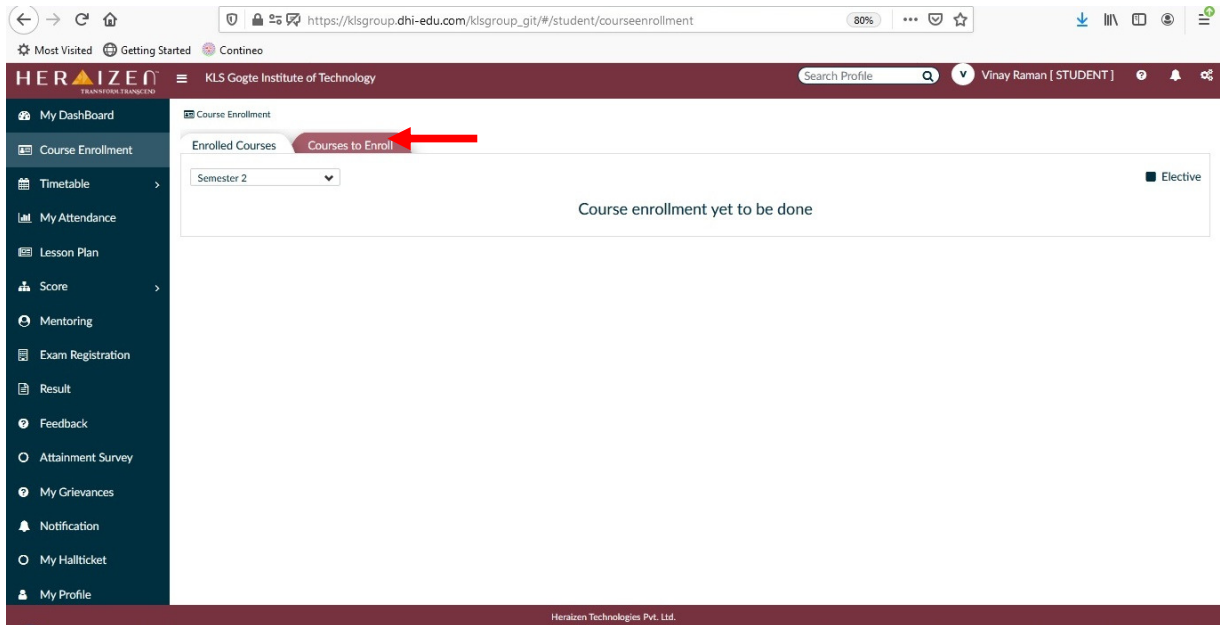 https://klsgroup.dhi-edu.com/klsgroup_git/#/student/courseenrollment 80%
Most Visited Getting Started Contineo
HERAIZEN KLS Gogte Institute of Technology Search Profile V Vinay Raman [ STUDENT ]
TRANSFORM.TRANSCEND
My DashBoard
Course Enrollment
Timetable
My Attendance
Lesson Plan
Score
Mentoring
Exam Registration
Result
Feedback
Attainment Survey
My Grievances
Notification
My Hallticket
My Profile
Course Enrollment
Enrolled Courses Courses to Enroll
Semester 2 Elective
Course enrollment yet to be done
Heraizen Technologies Pvt. Ltd.